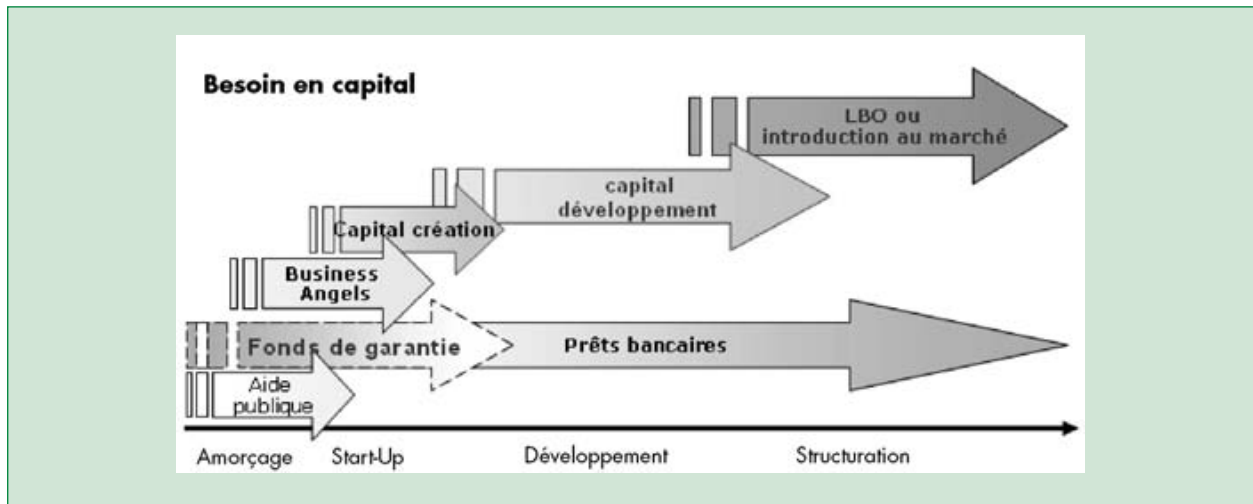 Besoin en capital
LBO ou
introduction au marché
capital
développement
Capital création
Business
Angels
Fonds de garantie
Prêts bancaires
Aide
publique
Amorçage
Start-Up
Développement
Structuration